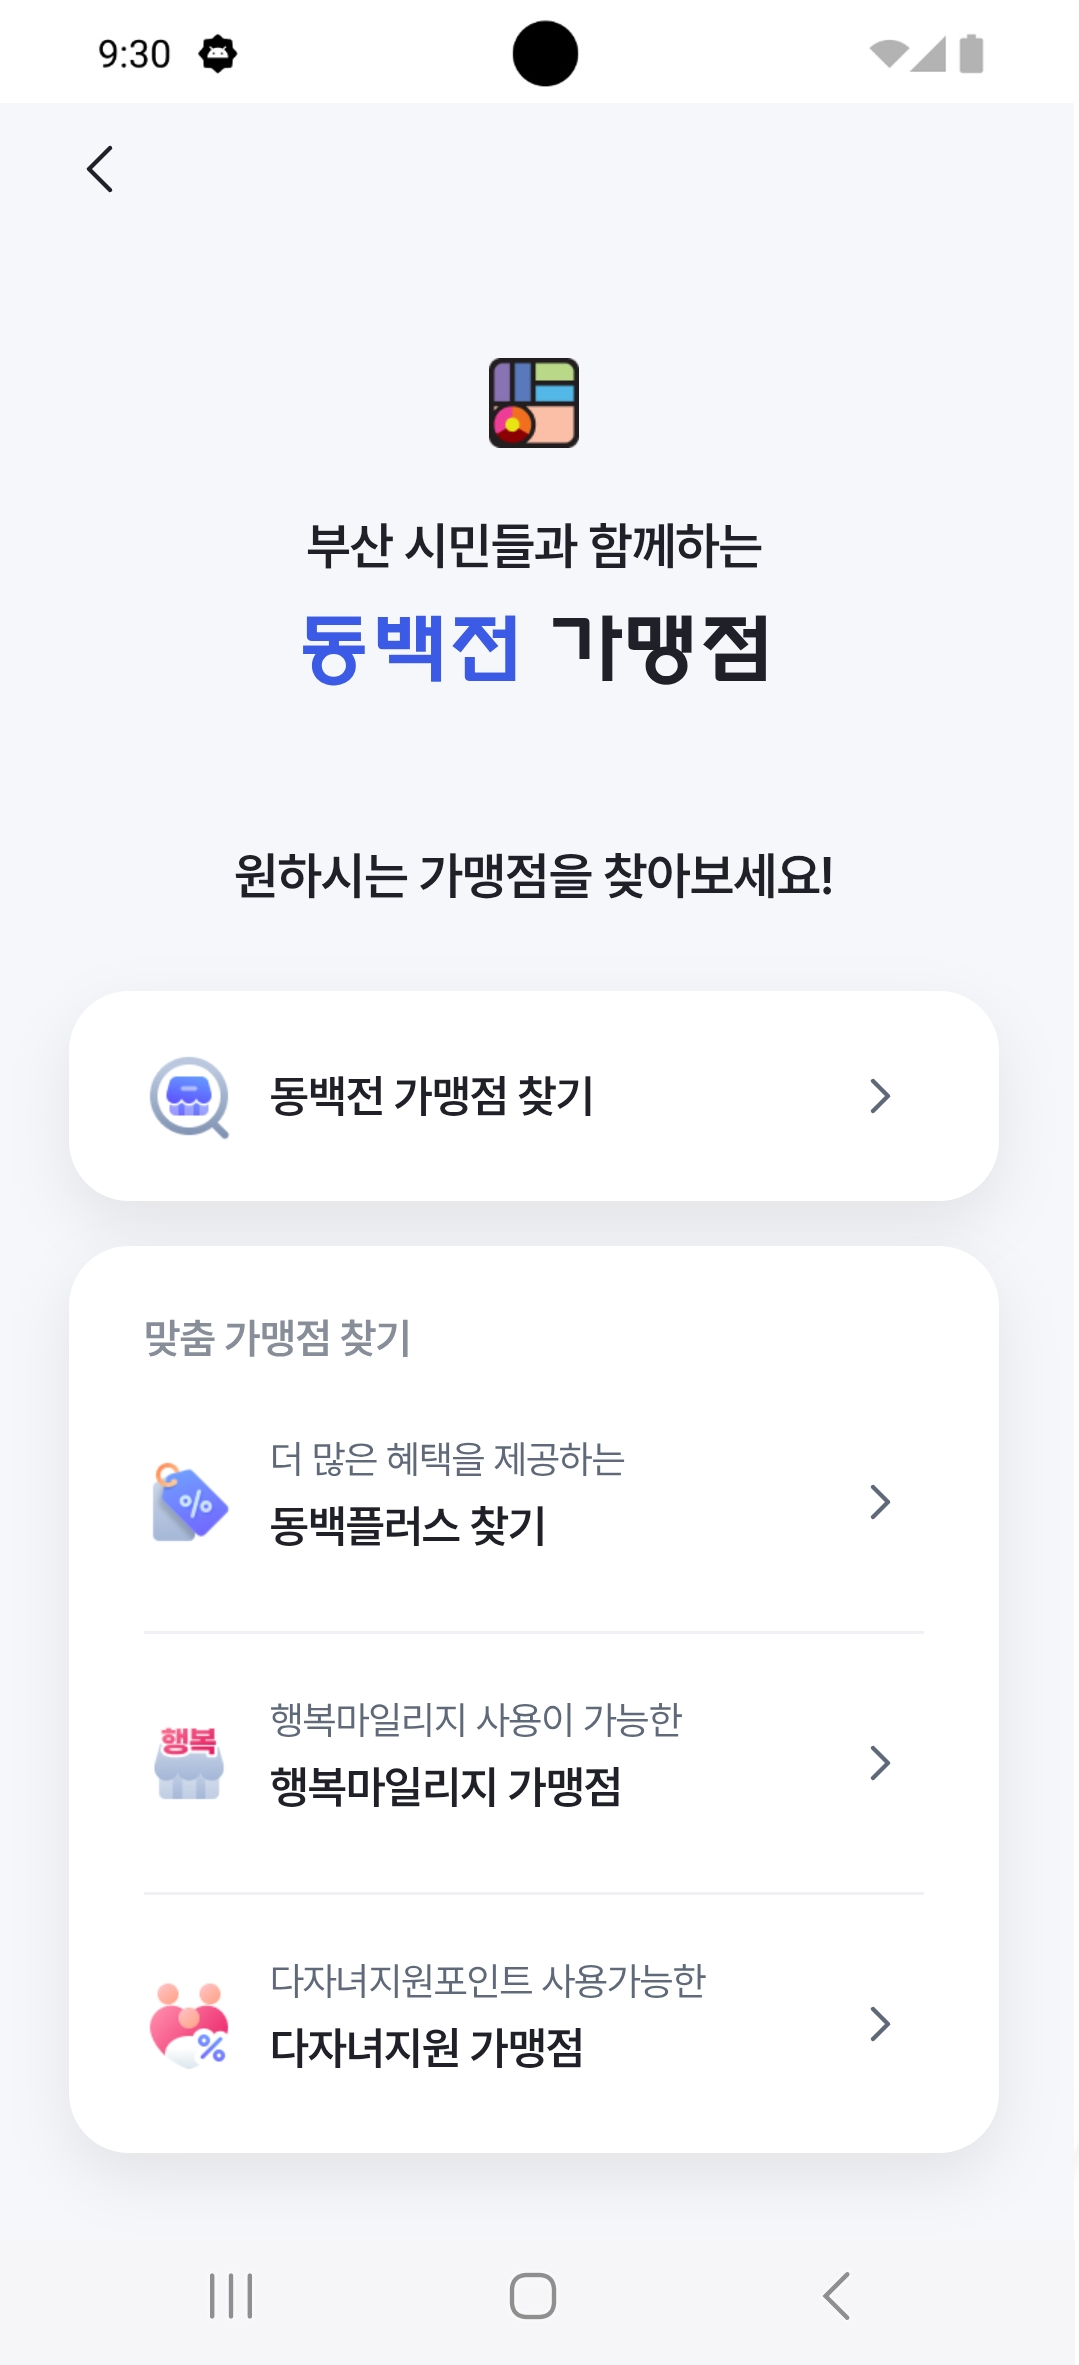 9:30
부산 시민들과 함께하는
동백전 가맹점
원하시는 가맹점을 찾아보세요!
동백전 가맹점 찾기
맞춤 가맹점 찾기
더 많은 혜택을 제공하는
동백플러스 찾기
행복
행복마일리지 사용이 가능한
행복마일리지 가맹점
다자녀지원포인트 사용가능한
다자녀지원 가맹점